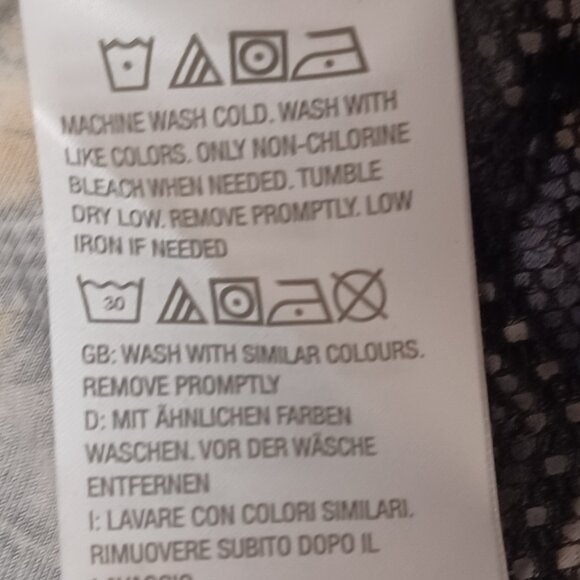 MACHINE WASH COLD. WASH WITH
LIKE COLORS. ONLY NON-CHLORINE
BLEACH WHEN NEEDED. TUMBLE
DRY LOW. REMOVE PROMPTLY. LOW
IRON IF NEEDED
30
GB: WASH WITH SIMILAR COLOURS.
REMOVE PROMPTLY
D: MIT ÄHNLICHEN FARBEN
WASCHEN. VOR DER WÄSCHE
ENTFERNEN
I: LAVARE CON COLORI SIMILARI.
RIMUOVERE SUBITO DOPO IL